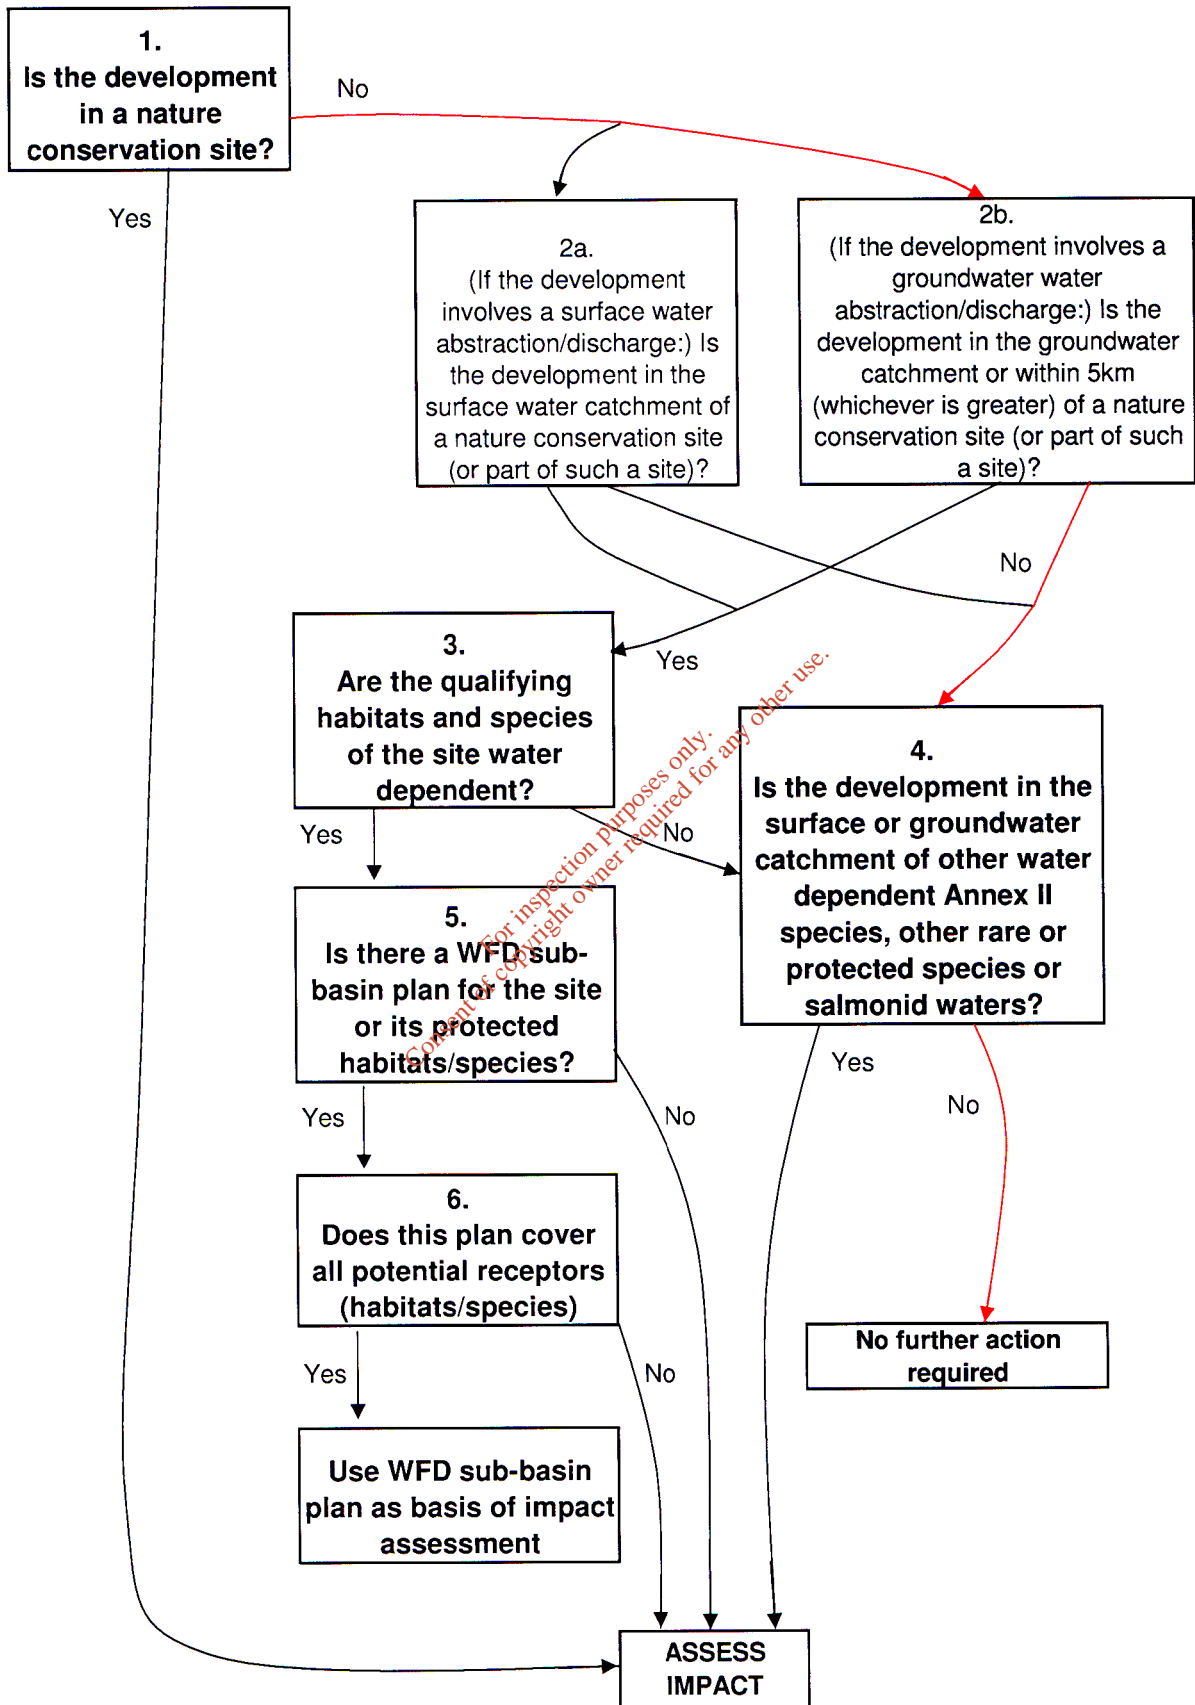 1.
Is the development
in a nature
conservation site?
No
Yes
2a.
(If the development
involves a surface water
abstraction/discharge:) Is
the development in the
surface water catchment of
a nature conservation site
(or part of such a site)?
2b.
(If the development involves a
groundwater water
abstraction/discharge:) Is the
development in the groundwater
catchment or within 5km
(whichever is greater) of a nature
conservation site (or part of such
a site)?
No
Yes
3.
Are the qualifying
habitats and species
of the site water
dependent?
Yes
No
4.
Is the development in the
surface or groundwater
catchment of other water
dependent Annex II
species, other rare or
protected species or
salmonid waters?
For inspection purposes only.
Consent of copyright owner required for any other use.
5.
Is there a WFD sub-
basin plan for the site
or its protected
habitats/species?
Yes
No
Yes
No
6.
Does this plan cover
all potential receptors
(habitats/species)
Yes
No
No further action
required
Use WFD sub-basin
plan as basis of impact
assessment
ASSESS
IMPACT